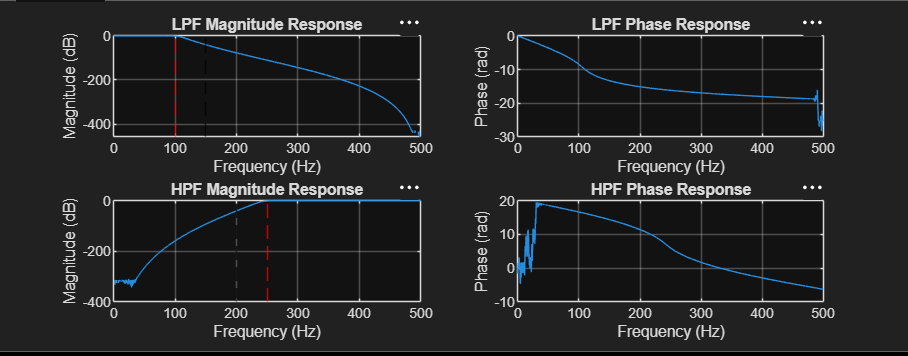 LPF Magnitude Response
0
-200
-400
Magnitude (dB)
0 100 200 300 400 500
Frequency (Hz)
LPF Phase Response
0
-10
-20
-30
Phase (rad)
0 100 200 300 400 500
Frequency (Hz)
HPF Magnitude Response
0
-200
-400
Magnitude (dB)
0 100 200 300 400 500
Frequency (Hz)
HPF Phase Response
20
10
0
-10
Phase (rad)
0 100 200 300 400 500
Frequency (Hz)